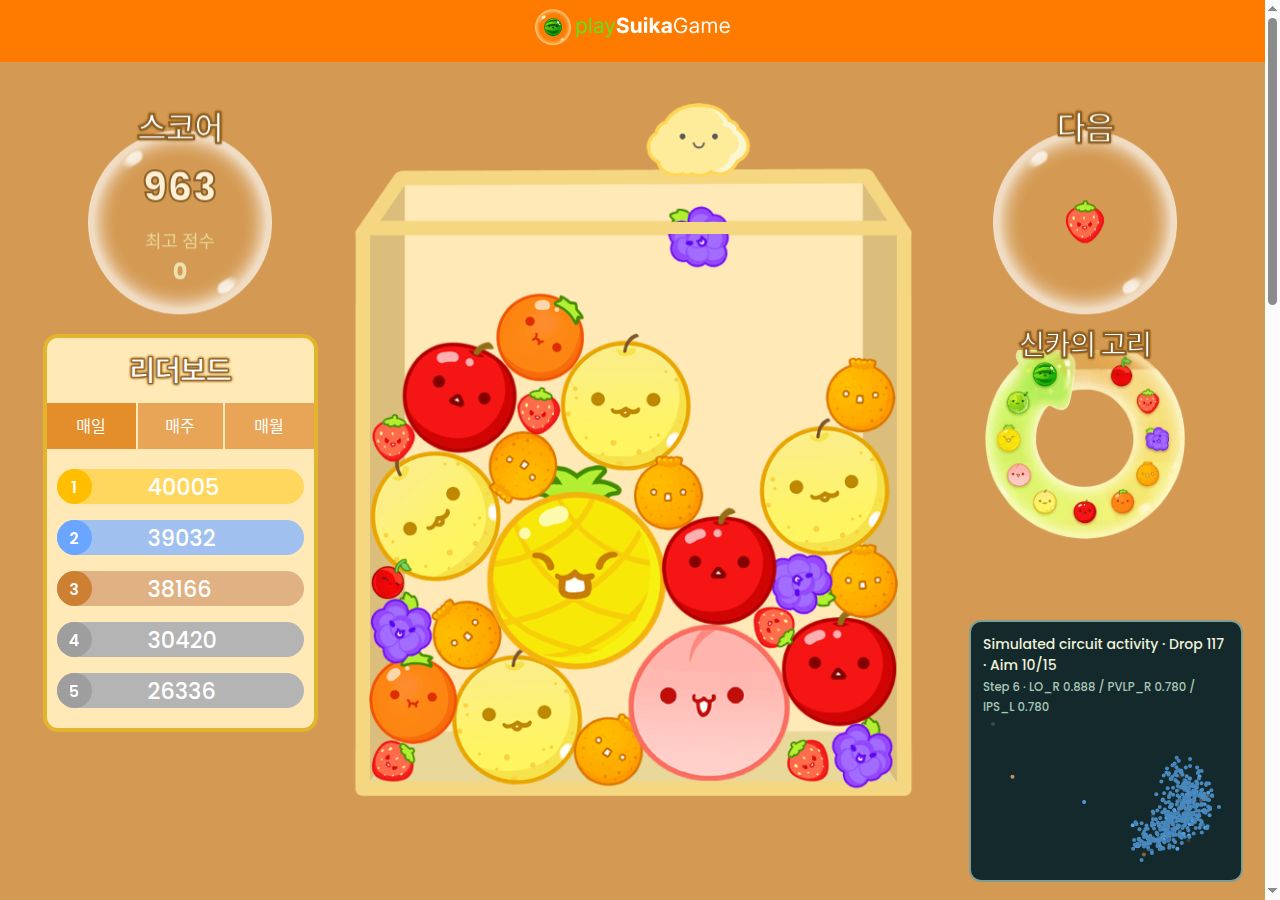 playSuikaGame
스코어
963
최고 점수
0
다음
리더보드
매일
매주
매월
1
40005
2
39032
3
38166
4
30420
5
26336
신카의 고리
Simulated circuit activity · Drop 117
· Aim 10/15
Step 6 · LO_R 0.888 / PVLP_R 0.780 /
IPS_L 0.780